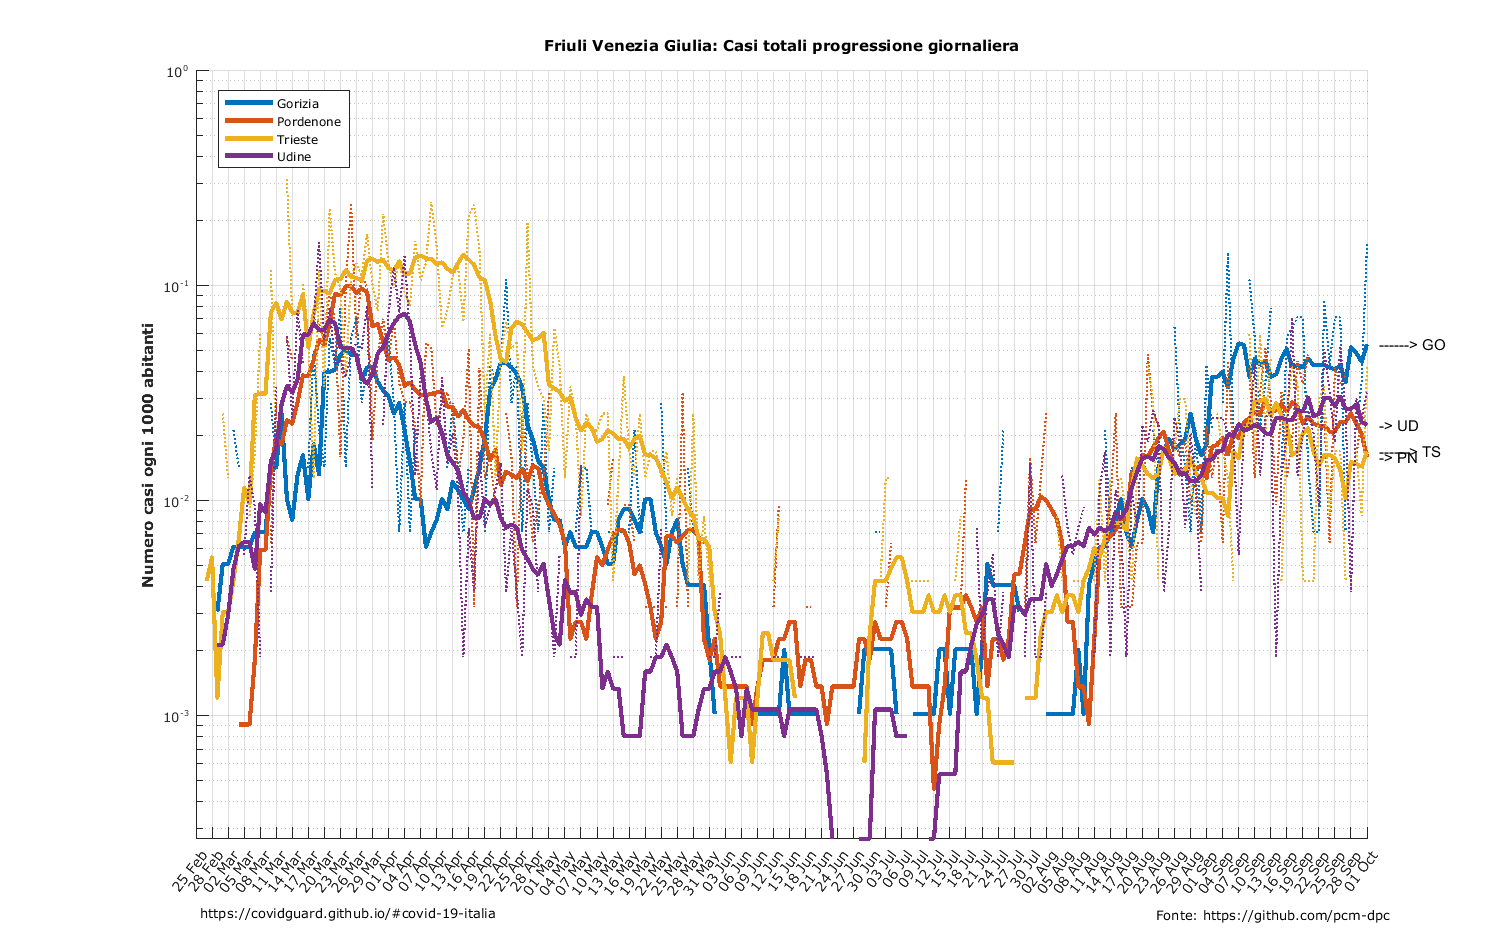 Friuli Venezia Giulia: Casi totali progressione giornaliera
10^0
10^-1
10^-2
10^-3
Numero casi ogni 1000 abitanti
Gorizia
Pordenone
Trieste
Udine
------> GO
-> UD
------> TS
-> PN
25 Feb
28 Feb
02 Mar
05 Mar
08 Mar
11 Mar
14 Mar
17 Mar
20 Mar
23 Mar
26 Mar
29 Mar
01 Apr
04 Apr
07 Apr
10 Apr
13 Apr
16 Apr
19 Apr
22 Apr
25 Apr
28 Apr
01 May
04 May
07 May
10 May
13 May
16 May
19 May
22 May
25 May
28 May
31 May
03 Jun
06 Jun
09 Jun
12 Jun
15 Jun
18 Jun
21 Jun
24 Jun
27 Jun
30 Jun
03 Jul
06 Jul
09 Jul
12 Jul
15 Jul
18 Jul
21 Jul
24 Jul
27 Jul
30 Jul
02 Aug
05 Aug
08 Aug
11 Aug
14 Aug
17 Aug
20 Aug
23 Aug
26 Aug
29 Aug
01 Sep
04 Sep
07 Sep
10 Sep
13 Sep
16 Sep
19 Sep
22 Sep
25 Sep
28 Sep
01 Oct
https://covidguard.github.io/#covid-19-italia
Fonte: https://github.com/pcm-dpc